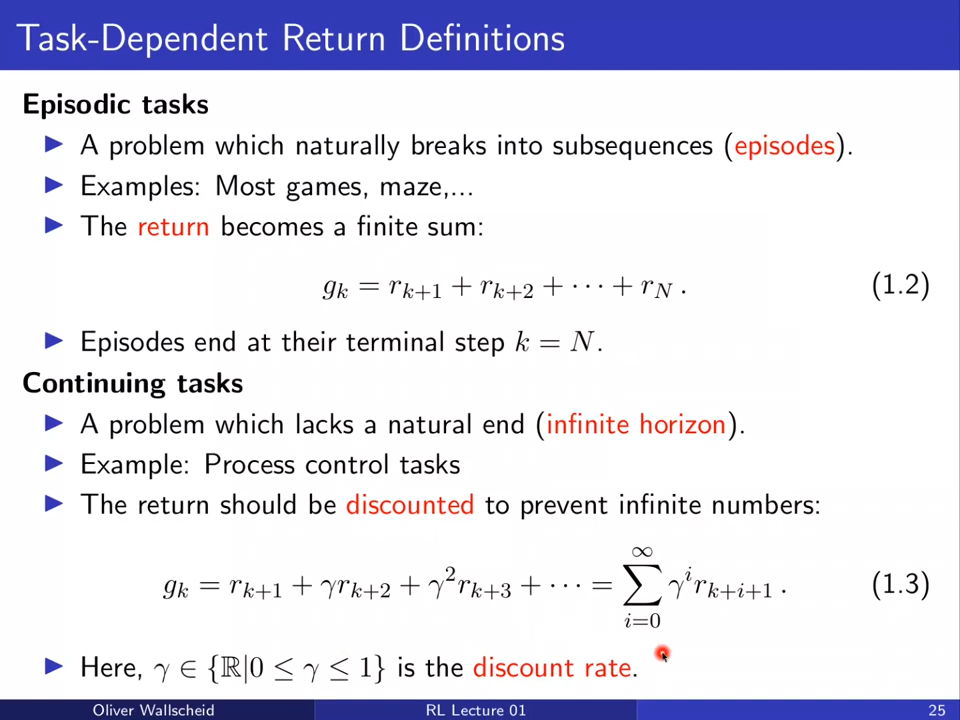 Task-Dependent Return Definitions
Episodic tasks
▶ A problem which naturally breaks into subsequences (episodes).
▶ Examples: Most games, maze,...
▶ The return becomes a finite sum:
g_k = r_{k+1} + r_{k+2} + ⋯ + r_N . (1.2)
▶ Episodes end at their terminal step k = N.
Continuing tasks
▶ A problem which lacks a natural end (infinite horizon).
▶ Example: Process control tasks
▶ The return should be discounted to prevent infinite numbers:
g_k = r_{k+1} + γr_{k+2} + γ^2 r_{k+3} + ⋯ = ∑_{i=0}^{∞} γ^i r_{k+i+1} . (1.3)
▶ Here, γ ∈ {ℝ|0 ≤ γ ≤ 1} is the discount rate.
Oliver Wallscheid RL Lecture 01 25